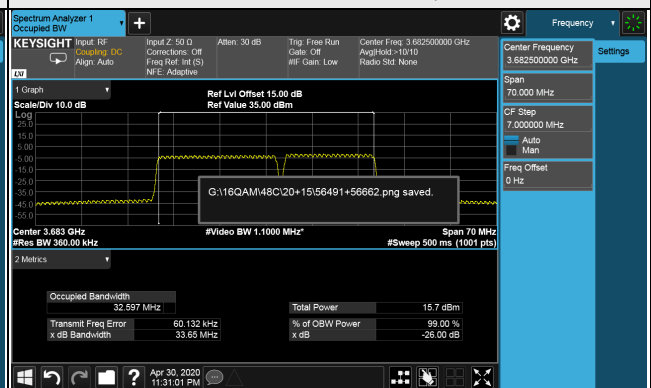 Spectrum Analyzer 1
Occupied BW
Frequency
KEYSIGHT
Input: RF
Coupling: DC
Align: Auto
Input Z: 50 Ω
Corrections: Off
Freq Ref: Int (S)
NFE: Adaptive
Atten: 30 dB
Trig: Free Run
Gate: Off
#IF Gain: Low
Center Freq: 3.682500000 GHz
Avg|Hold:>10/10
Radio Std: None
LXI
Center Frequency
3.682500000 GHz
Settings
Span
70.000 MHz
CF Step
7.000000 MHz
Auto
Man
Freq Offset
0 Hz
1 Graph
Scale/Div 10.0 dB
Ref Lvl Offset 15.00 dB
Ref Value 35.00 dBm
Log
25.0
15.0
5.00
-5.00
-15.0
-25.0
-35.0
-45.0
-55.0
G:\16QAM\48C\20+15\56491+56662.png saved.
Center 3.683 GHz
#Video BW 1.1000 MHz*
Span 70 MHz
#Res BW 360.00 kHz
#Sweep 500 ms (1001 pts)
2 Metrics
Occupied Bandwidth
32.597 MHz
Total Power 15.7 dBm
Transmit Freq Error 60.132 kHz
% of OBW Power 99.00 %
x dB Bandwidth 33.65 MHz
x dB -26.00 dB
Apr 30, 2020
11:31:01 PM